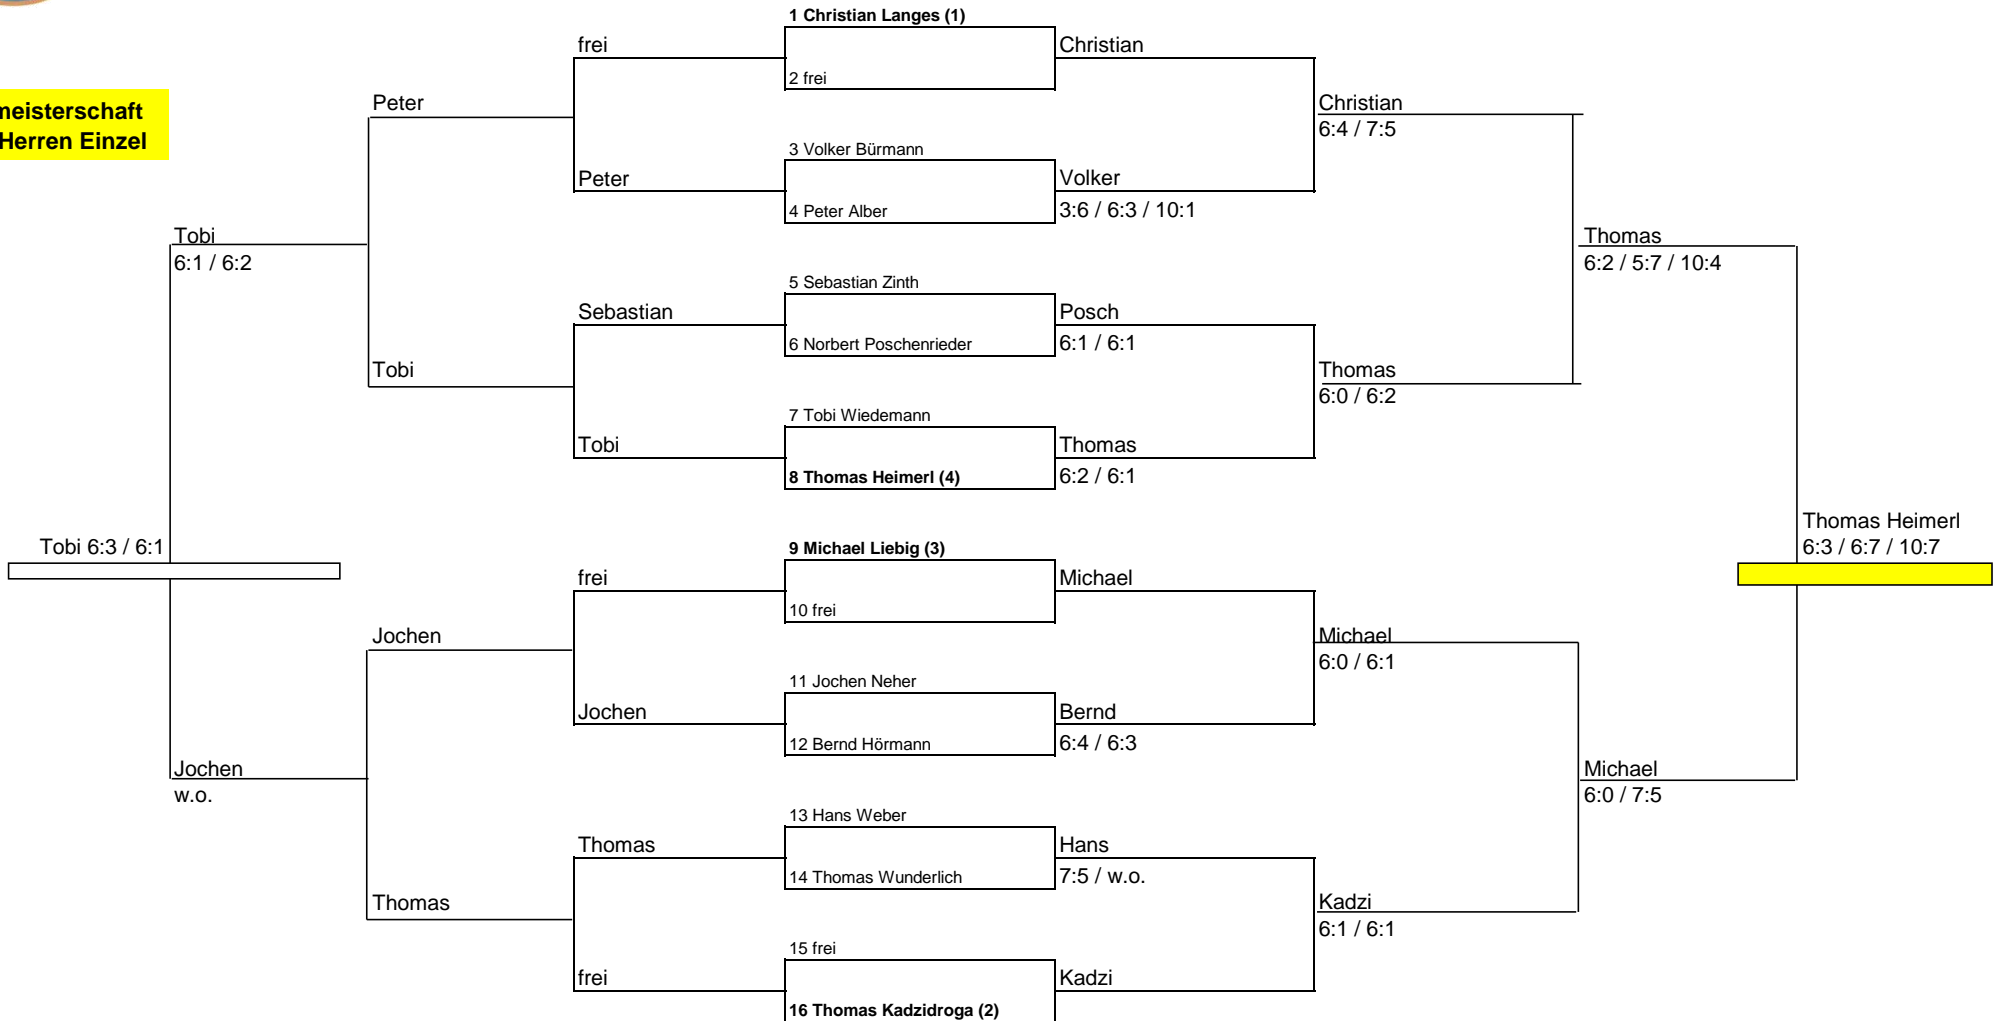 meisterschaft
Herren Einzel
Tobi 6:3 / 6:1
Tobi
6:1 / 6:2
Jochen
w.o.
Peter
Tobi
Jochen
Thomas
frei
Peter
Sebastian
Tobi
frei
Jochen
Thomas
frei
1 Christian Langes (1)
2 frei
3 Volker Bürmann
4 Peter Alber
5 Sebastian Zinth
6 Norbert Poschenrieder
7 Tobi Wiedemann
8 Thomas Heimerl (4)
9 Michael Liebig (3)
10 frei
11 Jochen Neher
12 Bernd Hörmann
13 Hans Weber
14 Thomas Wunderlich
15 frei
16 Thomas Kadzidroga (2)
Christian
Volker
3:6 / 6:3 / 10:1
Posch
6:1 / 6:1
Thomas
6:2 / 6:1
Michael
Bernd
6:4 / 6:3
Hans
7:5 / w.o.
Kadzi
Christian
6:4 / 7:5
Thomas
6:0 / 6:2
Michael
6:0 / 6:1
Kadzi
6:1 / 6:1
Thomas
6:2 / 5:7 / 10:4
Michael
6:0 / 7:5
Thomas Heimerl
6:3 / 6:7 / 10:7